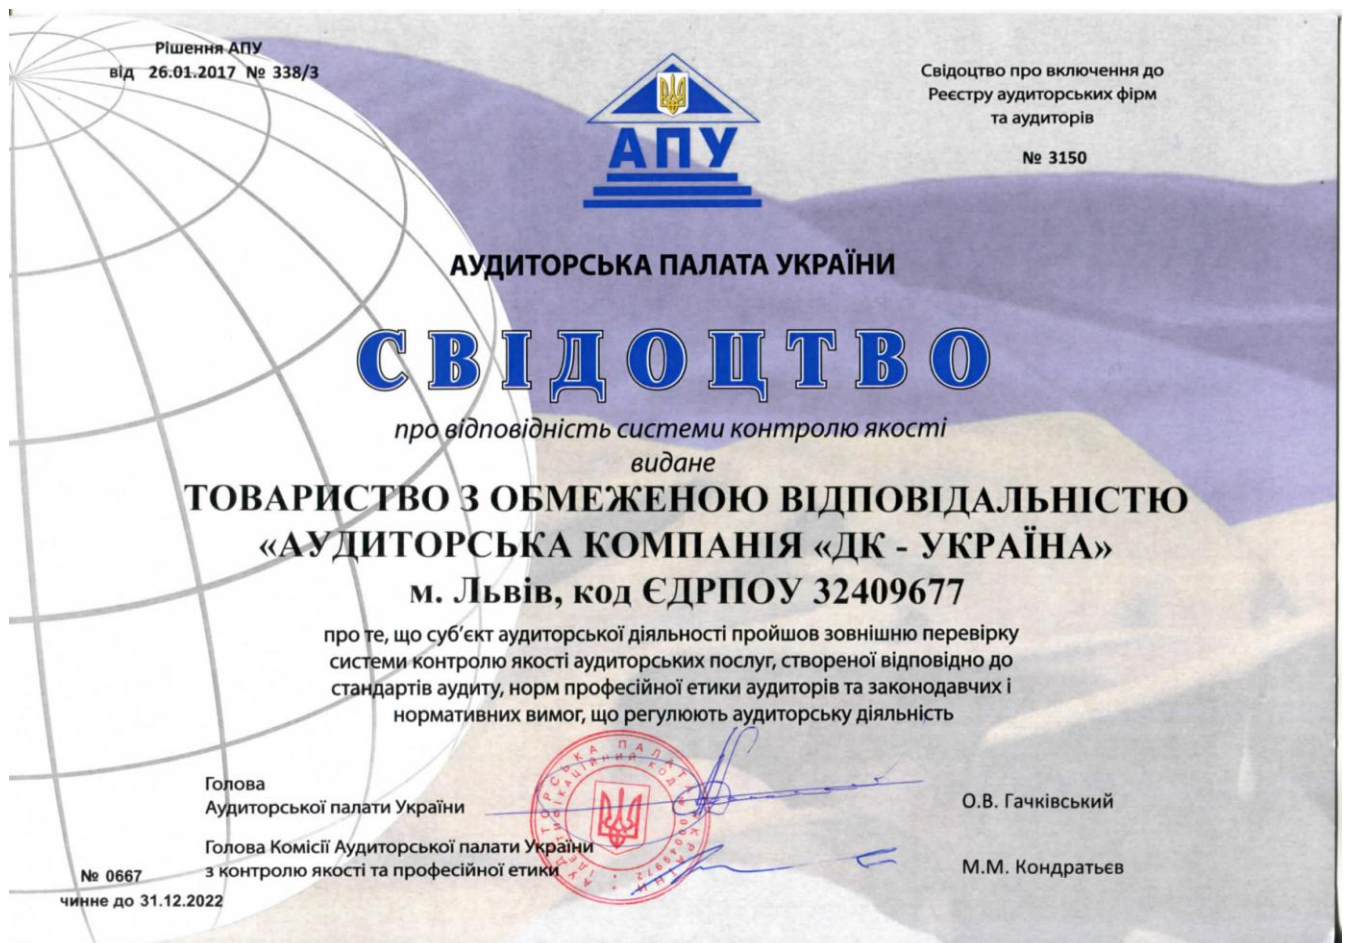 Рішення АПУ
від 26.01.2017 № 338/3
Свідоцтво про включення до
Реєстру аудиторських фірм
та аудиторів
№ 3150
АПУ
АУДИТОРСЬКА ПАЛАТА УКРАЇНИ
СВІДОЦТВО
про відповідність системи контролю якості
видане
ТОВАРИСТВО З ОБМЕЖЕНОЮ ВІДПОВІДАЛЬНІСТЮ
«АУДИТОРСЬКА КОМПАНІЯ «ДК - УКРАЇНА»
м. Львів, код ЄДРПОУ 32409677
про те, що суб’єкт аудиторської діяльності пройшов зовнішню перевірку
системи контролю якості аудиторських послуг, створеної відповідно до
стандартів аудиту, норм професійної етики аудиторів та законодавчих і
нормативних вимог, що регулюють аудиторську діяльність
Голова
Аудиторської палати України
О.В. Гачківський
Голова Комісії Аудиторської палати України
з контролю якості та професійної етики
М.М. Кондратьєв
№ 0667
чинне до 31.12.2022
АУДИТОРСЬКА ПАЛАТА УКРАЇНИ
ІДЕНТИФІКАЦІЙНИЙ КОД